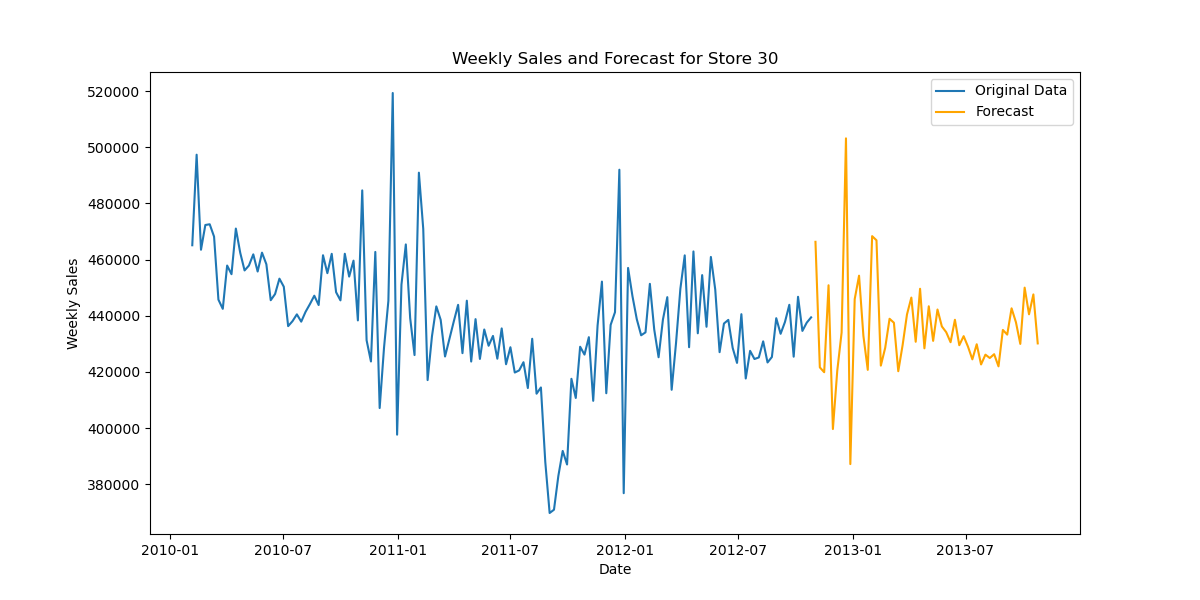 Weekly Sales and Forecast for Store 30
Original Data
Forecast
Weekly Sales
520000
500000
480000
460000
440000
420000
400000
380000
2010-01 2010-07 2011-01 2011-07 2012-01 2012-07 2013-01 2013-07
Date